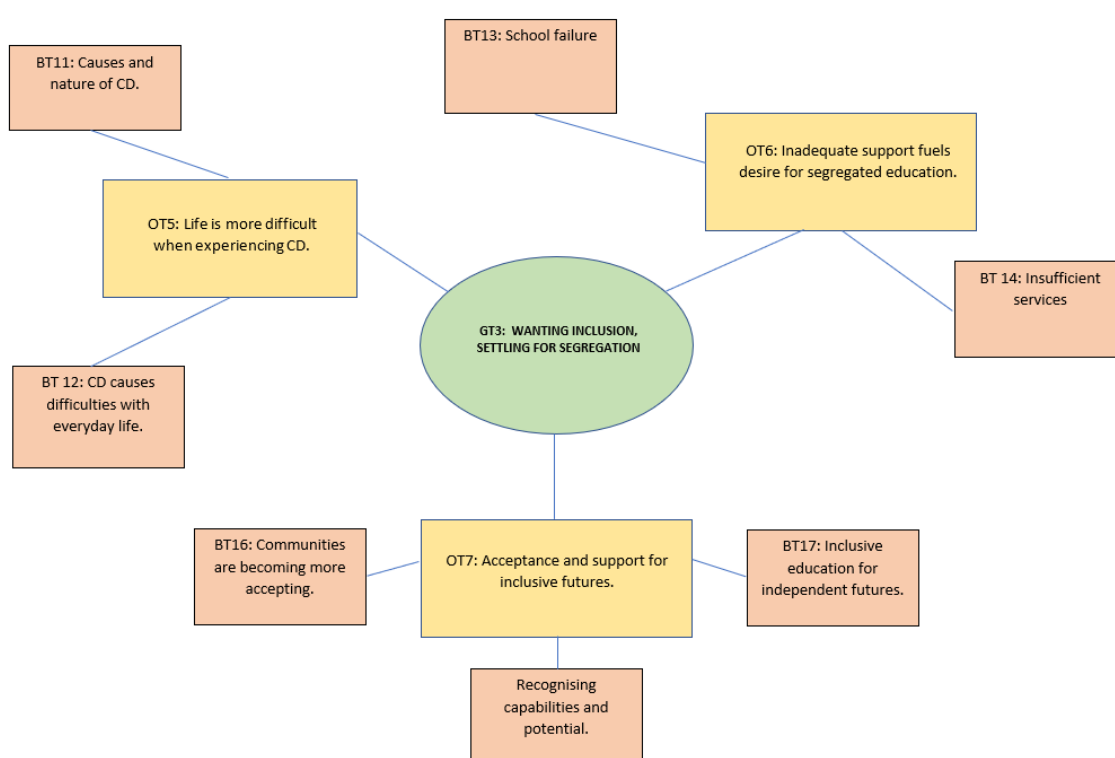 BT13: School failure
BT11: Causes and
nature of CD.
OT6: Inadequate support fuels
desire for segregated education.
OT5: Life is more difficult
when experiencing CD.
BT 14: Insufficient
services
GT3: WANTING INCLUSION,
SETTLING FOR SEGREGATION
BT 12: CD causes
difficulties with
everyday life.
BT16: Communities
are becoming more
accepting.
OT7: Acceptance and support for
inclusive futures.
BT17: Inclusive
education for
independent futures.
Recognising
capabilities and
potential.